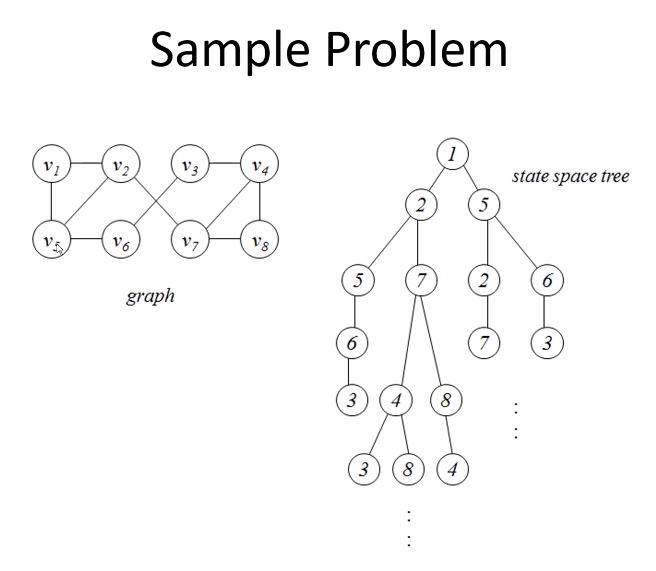 Sample Problem
v1 v2 v3 v4
v5 v6 v7 v8
graph
state space tree
1
2 5
5 7 2 6
6 7 3
3 4 8
3 8 4